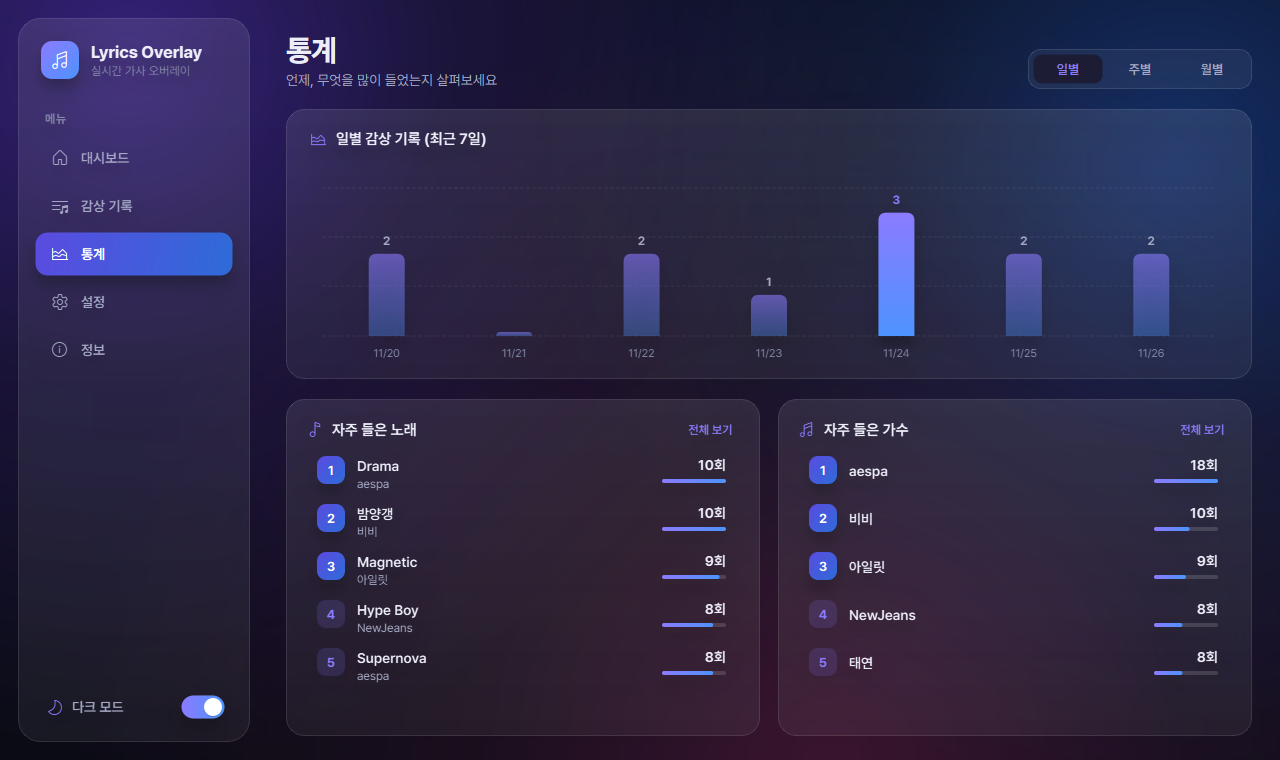 Lyrics Overlay
실시간 가사 오버레이
메뉴
대시보드
감상 기록
통계
설정
정보
다크 모드
통계
언제, 무엇을 많이 들었는지 살펴보세요
일별
주별
월별
일별 감상 기록 (최근 7일)
2
2
1
3
2
2
11/20
11/21
11/22
11/23
11/24
11/25
11/26
자주 들은 노래
전체 보기
1
Drama
aespa
10회
2
밤양갱
비비
10회
3
Magnetic
아일릿
9회
4
Hype Boy
NewJeans
8회
5
Supernova
aespa
8회
자주 들은 가수
전체 보기
1
aespa
18회
2
비비
10회
3
아일릿
9회
4
NewJeans
8회
5
태연
8회